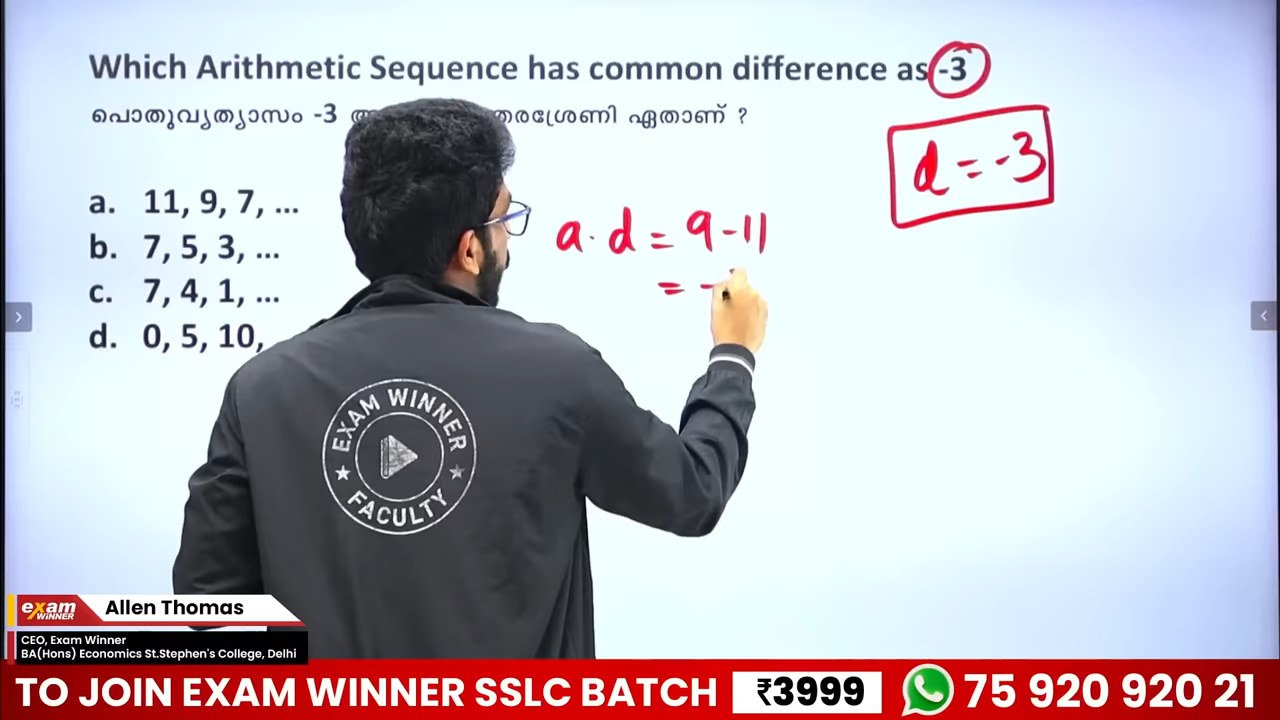 Which Arithmetic Sequence has common difference as -3
പൊതുവ്യത്യാസം -3 തരശ്രേണി ഏതാണ് ?
d = -3
a. 11, 9, 7, ...
b. 7, 5, 3, ...
c. 7, 4, 1, ...
d. 0, 5, 10,
a. d = 9 - 11
= -
EXAM WINNER
FACULTY
exam WINNER
Allen Thomas
CEO, Exam Winner
BA(Hons) Economics St.Stephen's College, Delhi
TO JOIN EXAM WINNER SSLC BATCH ₹3999 75 920 920 21